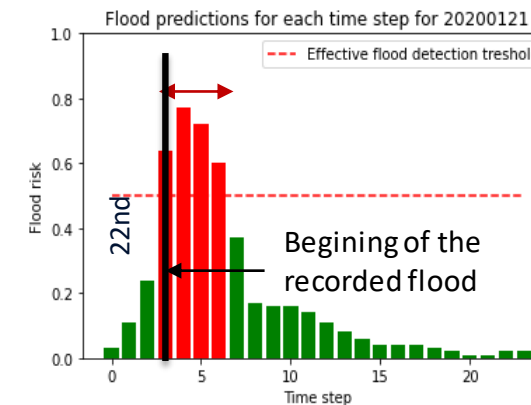 Flood predictions for each time step for 20200121
1.0
Effective flood detection treshol
0.8
0.6
Flood risk
22nd
0.4
Begining of the
recorded flood
0.2
0.0
0 5 10 15 20
Time step